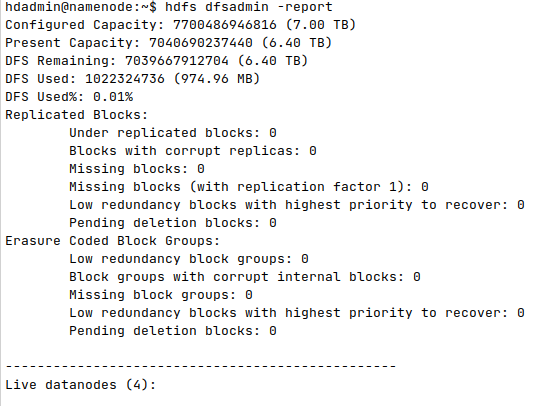 hdadmin@namenode:~$ hdfs dfsadmin -report
Configured Capacity: 7700486946816 (7.00 TB)
Present Capacity: 7040690237440 (6.40 TB)
DFS Remaining: 7039667912704 (6.40 TB)
DFS Used: 1022324736 (974.96 MB)
DFS Used%: 0.01%
Replicated Blocks:
        Under replicated blocks: 0
        Blocks with corrupt replicas: 0
        Missing blocks: 0
        Missing blocks (with replication factor 1): 0
        Low redundancy blocks with highest priority to recover: 0
        Pending deletion blocks: 0
Erasure Coded Block Groups:
        Low redundancy block groups: 0
        Block groups with corrupt internal blocks: 0
        Missing block groups: 0
        Low redundancy blocks with highest priority to recover: 0
        Pending deletion blocks: 0

-------------------------------------------------
Live datanodes (4):